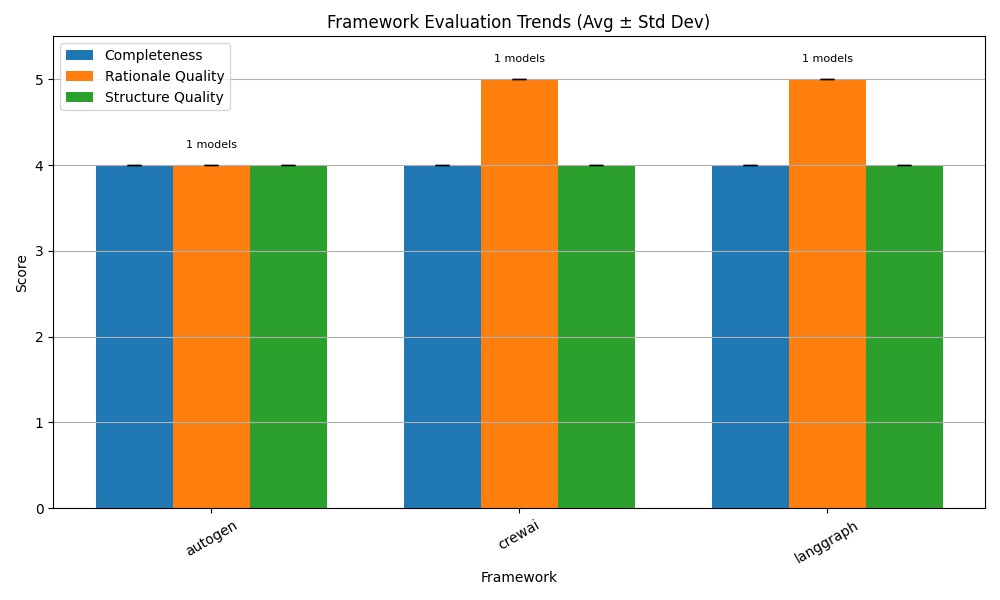 Framework Evaluation Trends (Avg ± Std Dev)
Completeness
Rationale Quality
Structure Quality
1 models
1 models
1 models
Score
5
4
3
2
1
0
autogen
crewai
langgraph
Framework